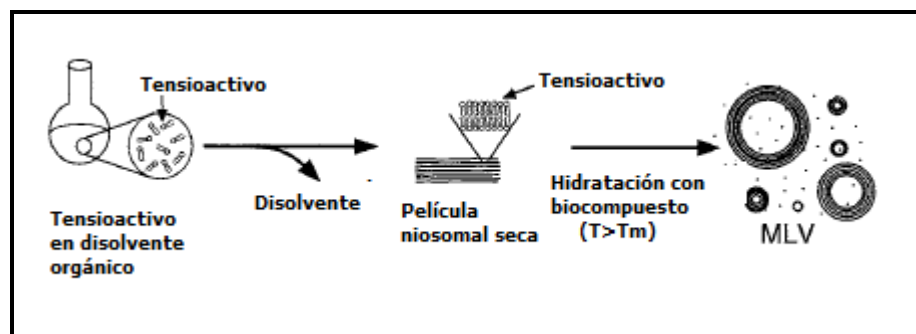 Tensioactivo
Tensioactivo
en disolvente
orgánico
Disolvente
Tensioactivo
Película
niosomal seca
Hidratación con
biocompuesto
(T>Tm)
MLV